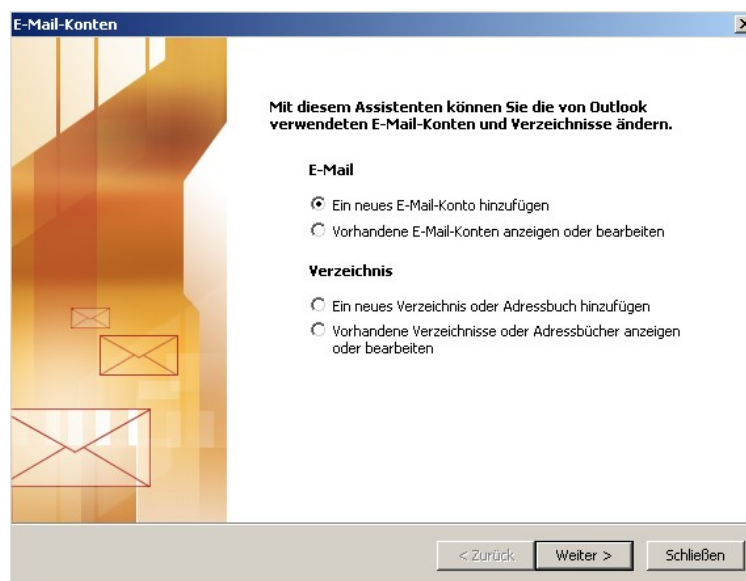 E-Mail-Konten
Mit diesem Assistenten können Sie die von Outlook
verwendeten E-Mail-Konten und Verzeichnisse ändern.
E-Mail
Ein neues E-Mail-Konto hinzufügen
Vorhandene E-Mail-Konten anzeigen oder bearbeiten
Verzeichnis
Ein neues Verzeichnis oder Adressbuch hinzufügen
Vorhandene Verzeichnisse oder Adressbücher anzeigen
oder bearbeiten
< Zurück Weiter > Schließen